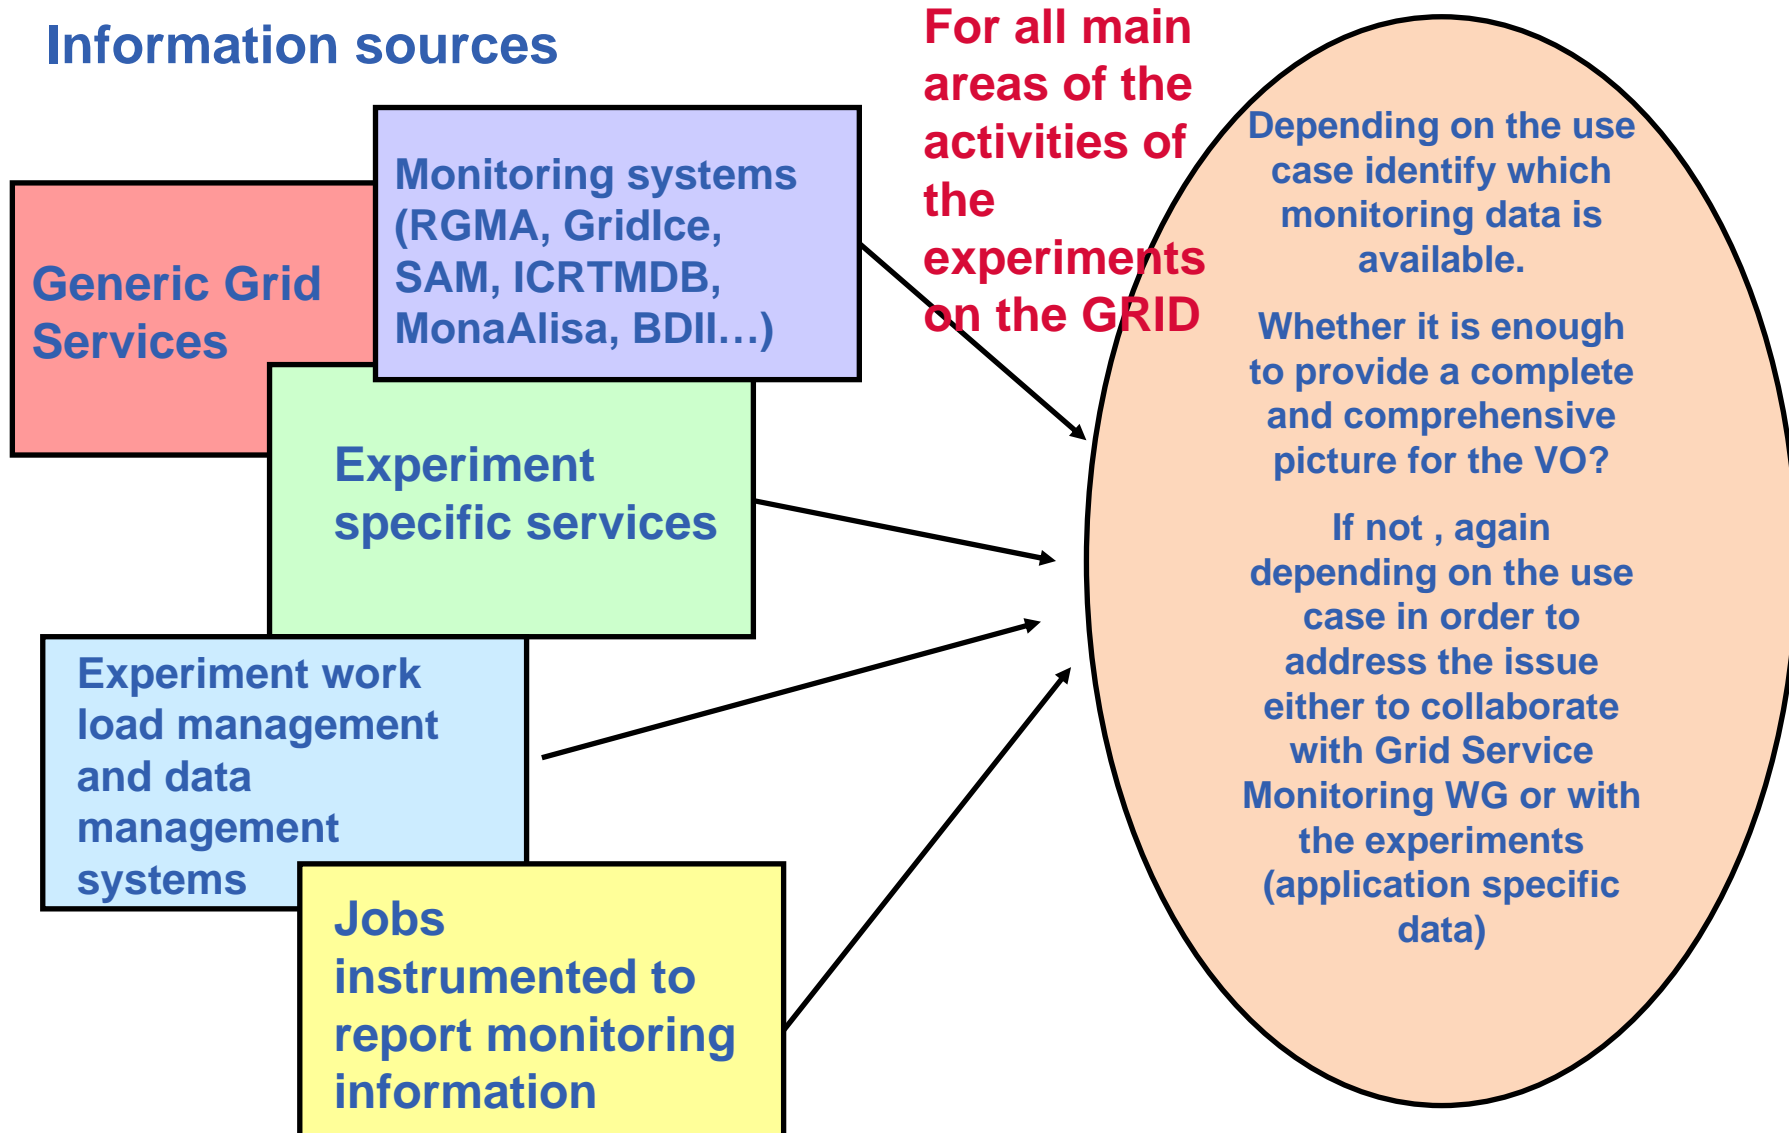 Information sources
For all main
areas of the
activities of
the
experiments
on the GRID
Monitoring systems
(RGMA, GridIce,
SAM, ICRTMDB,
MonaAlisa, BDII…)
Generic Grid
Services
Experiment
specific services
Experiment work
load management
and data
management
systems
Jobs
instrumented to
report monitoring
information
Depending on the use
case identify which
monitoring data is
available.
Whether it is enough
to provide a complete
and comprehensive
picture for the VO?
If not , again
depending on the use
case in order to
address the issue
either to collaborate
with Grid Service
Monitoring WG or with
the experiments
(application specific
data)